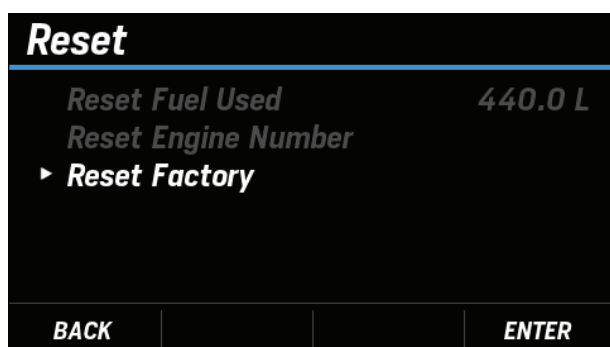 Reset
Reset Fuel Used 440.0 L
Reset Engine Number
Reset Factory
BACK ENTER